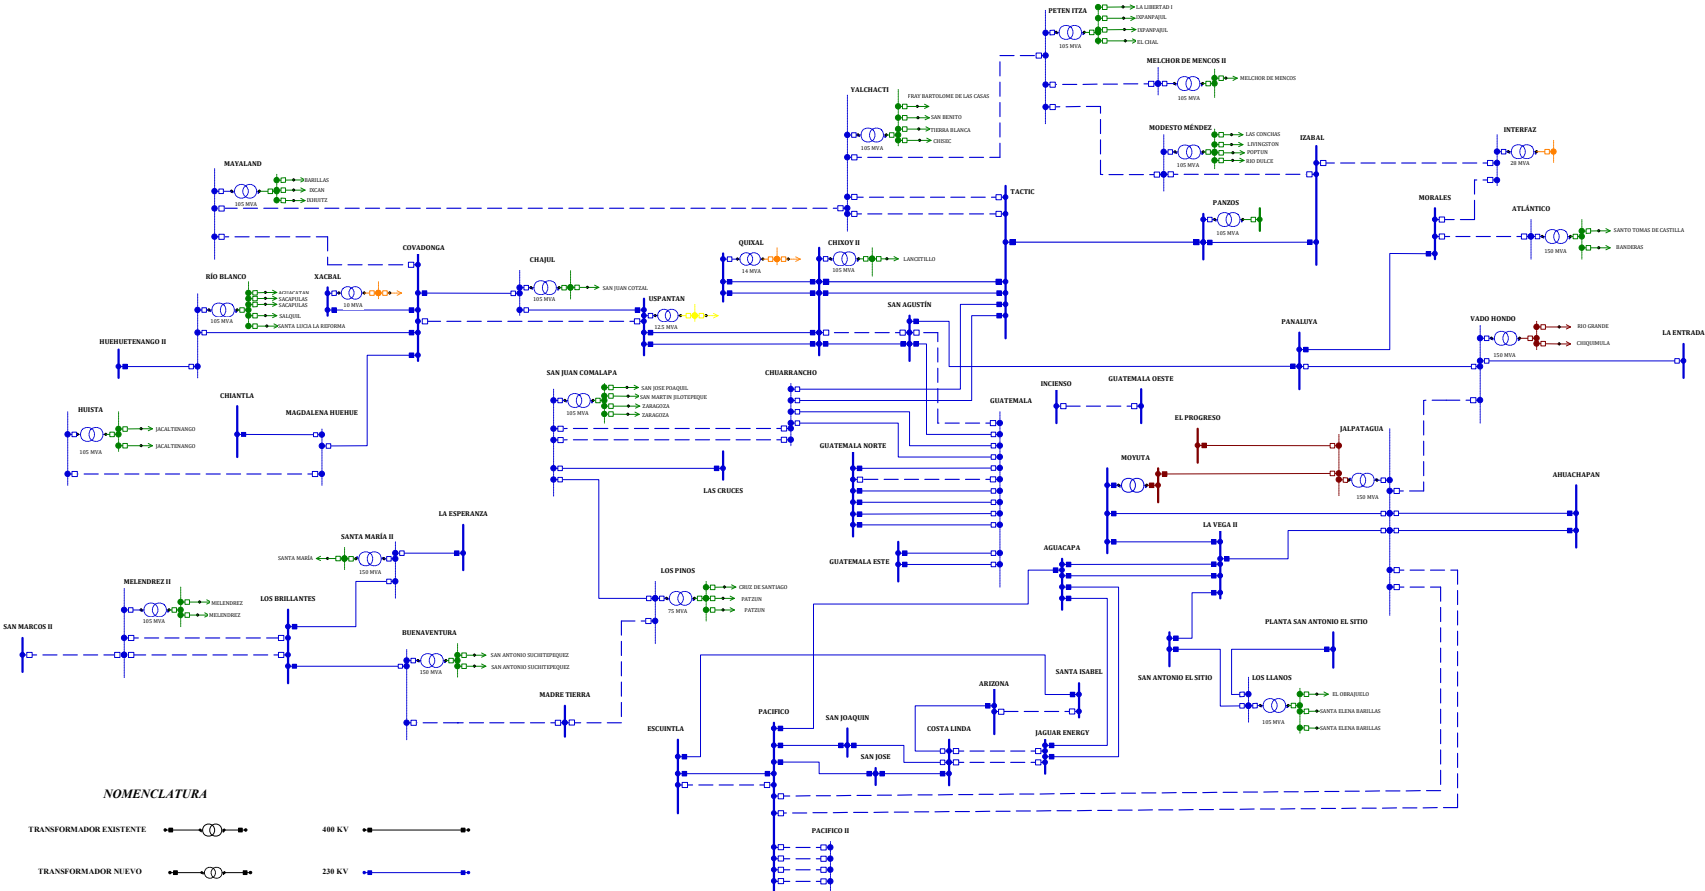 PETEN ITZA
105 MVA
LA LIBERTAD I
IXPANPAJUL
IXPANPAJUL
EL CHAL
MELCHOR DE MENCOS II
105 MVA
MELCHOR DE MENCOS
YALCHACTI
105 MVA
FRAY BARTOLOME DE LAS CASAS
SAN BENITO
TIERRA BLANCA
CHISEC
MODESTO MÉNDEZ
105 MVA
LAS CONCHAS
LIVINGSTON
POPTUN
RIO DULCE
IZABAL
INTERFAZ
28 MVA
MAYALAND
105 MVA
BARILLAS
IXCAN
IXHUITZ
TACTIC
PANZOS
105 MVA
MORALES
ATLÁNTICO
150 MVA
SANTO TOMAS DE CASTILLA
BANDERAS
COVADONGA
QUIXAL
14 MVA
CHIXOY II
105 MVA
LANCETILLO
CHAJUL
105 MVA
SAN JUAN COTZAL
RÍO BLANCO
105 MVA
SACAPULAS
SACAPULAS
SALQUIL
SANTA LUCIA LA REFORMA
XACBAL
10 MVA
USPANTAN
12.5 MVA
SAN AGUSTÍN
PANALUYA
VADO HONDO
150 MVA
RIO GRANDE
CHIQUIMULA
LA ENTRADA
HUEHUETENANGO II
SAN JUAN COMALAPA
105 MVA
SAN JOSE POAQUIL
SAN MARTIN JILOTEPEQUE
ZARAGOZA
ZARAGOZA
CHUARRANCHO
INCIENSO
GUATEMALA OESTE
GUATEMALA
CHIANTLA
HUISTA
105 MVA
JACALTENANGO
JACALTENANGO
MAGDALENA HUEHUE
EL PROGRESO
JALPATAGUA
150 MVA
GUATEMALA NORTE
MOYUTA
AHUACHAPAN
LAS CRUCES
LA ESPERANZA
LA VEGA II
SANTA MARÍA II
150 MVA
SANTA MARÍA
AGUACAPA
GUATEMALA ESTE
LOS PINOS
75 MVA
CRUZ DE SANTIAGO
PATZUN
PATZUN
MELENDREZ II
105 MVA
MELENDREZ
MELENDREZ
LOS BRILLANTES
SAN MARCOS II
BUENAVENTURA
150 MVA
SAN ANTONIO SUCHITEPEQUEZ
SAN ANTONIO SUCHITEPEQUEZ
PLANTA SAN ANTONIO EL SITIO
SAN ANTONIO EL SITIO
LOS LLANOS
105 MVA
EL OBRAJUELO
SANTA ELENA BARILLAS
SANTA ELENA BARILLAS
MADRE TIERRA
ARIZONA
SANTA ISABEL
ESCUINTLA
PACIFICO
SAN JOAQUIN
COSTA LINDA
JAGUAR ENERGY
SAN JOSE
NOMENCLATURA
TRANSFORMADOR EXISTENTE
400 KV
PACIFICO II
TRANSFORMADOR NUEVO
230 KV